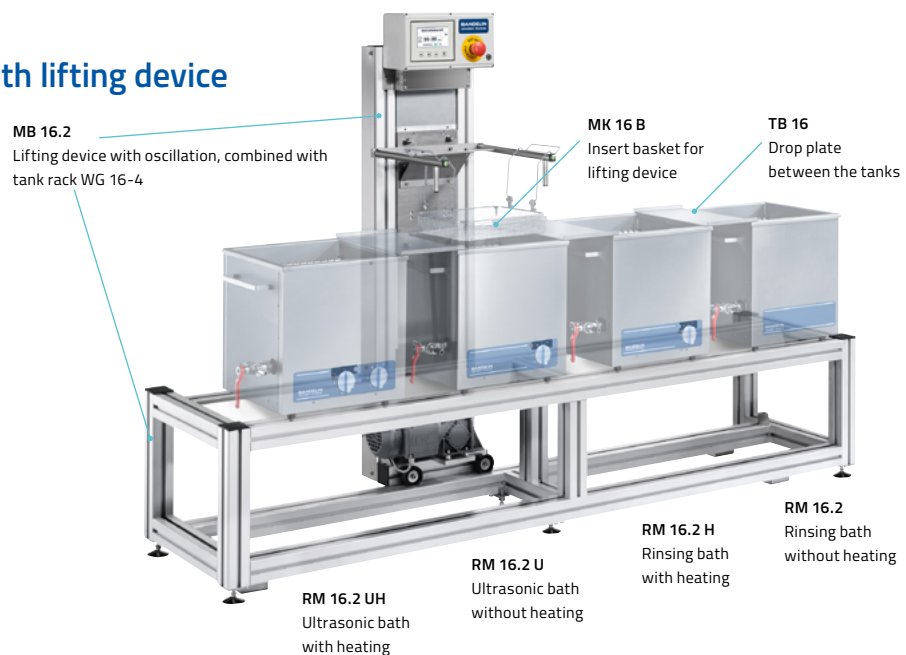 th lifting device
MB 16.2
Lifting device with oscillation, combined with
tank rack WG 16-4
MK 16 B
Insert basket for
lifting device
TB 16
Drop plate
between the tanks
BANDELIN
RM 16.2 UH
Ultrasonic bath
with heating
RM 16.2 U
Ultrasonic bath
without heating
RM 16.2 H
Rinsing bath
with heating
RM 16.2
Rinsing bath
without heating